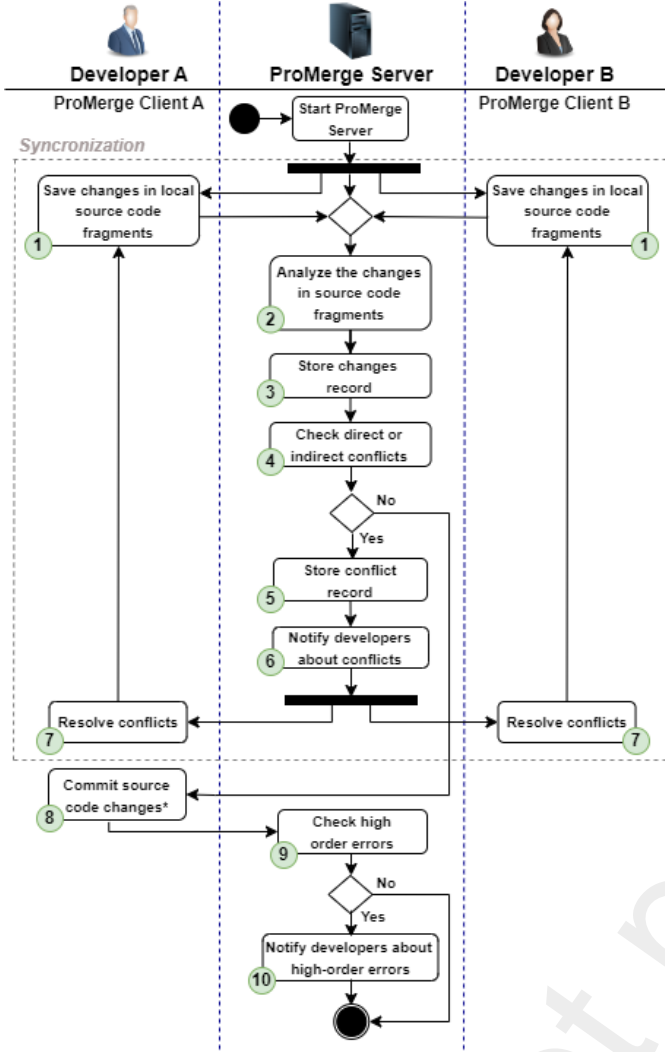 Developer A
ProMerge Server
Developer B
ProMerge Client A
ProMerge Client B
Start ProMerge
Server
Syncronization
Save changes in local
source code
fragments
1
Save changes in local
source code
fragments
1
Analyze the changes
in source code
fragments
2
Store changes
record
3
Check direct or
indirect conflicts
4
No
Yes
Store conflict
record
5
Notify developers
about conflicts
6
Resolve conflicts
7
Resolve conflicts
7
Commit source
code changes*
8
Check high
order errors
9
No
Yes
Notify developers about
high-order errors
10